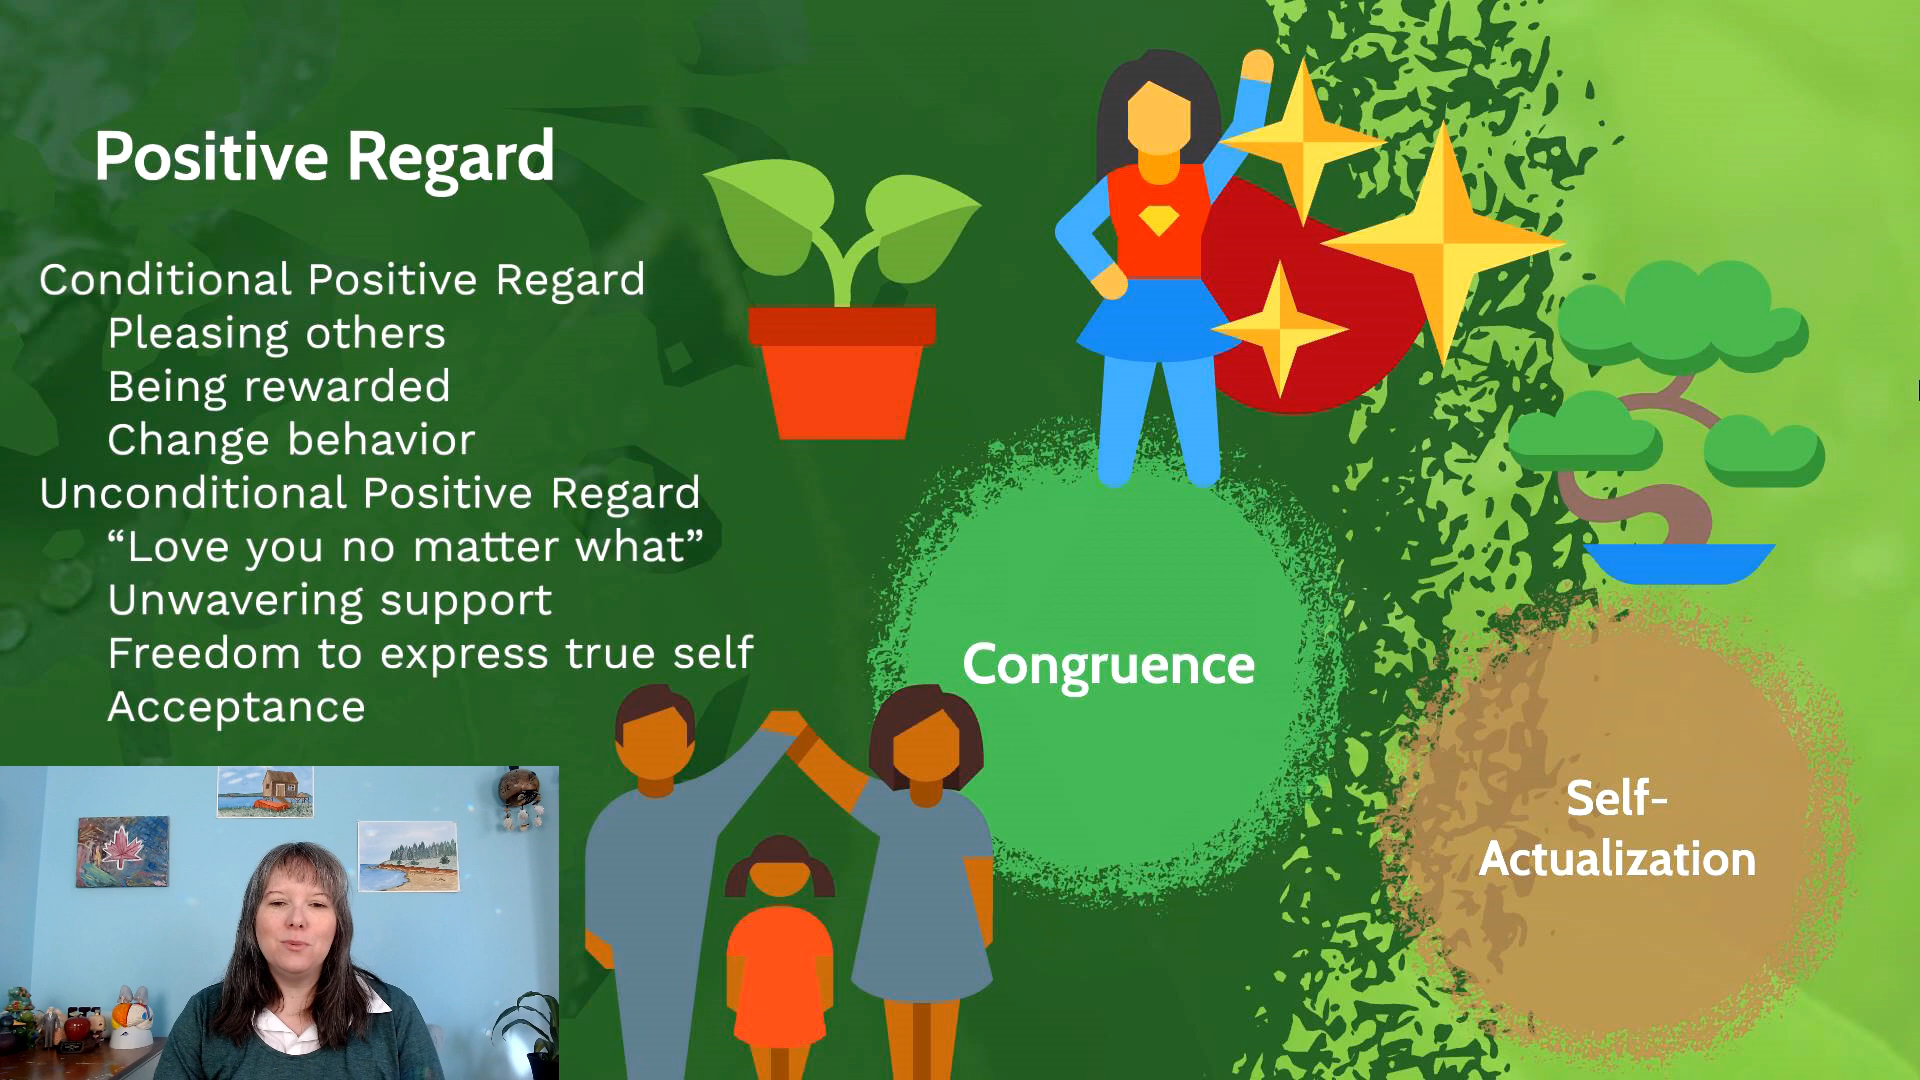 Positive Regard
Conditional Positive Regard
Pleasing others
Being rewarded
Change behavior
Unconditional Positive Regard
“Love you no matter what”
Unwavering support
Freedom to express true self
Acceptance
Congruence
Self-
Actualization